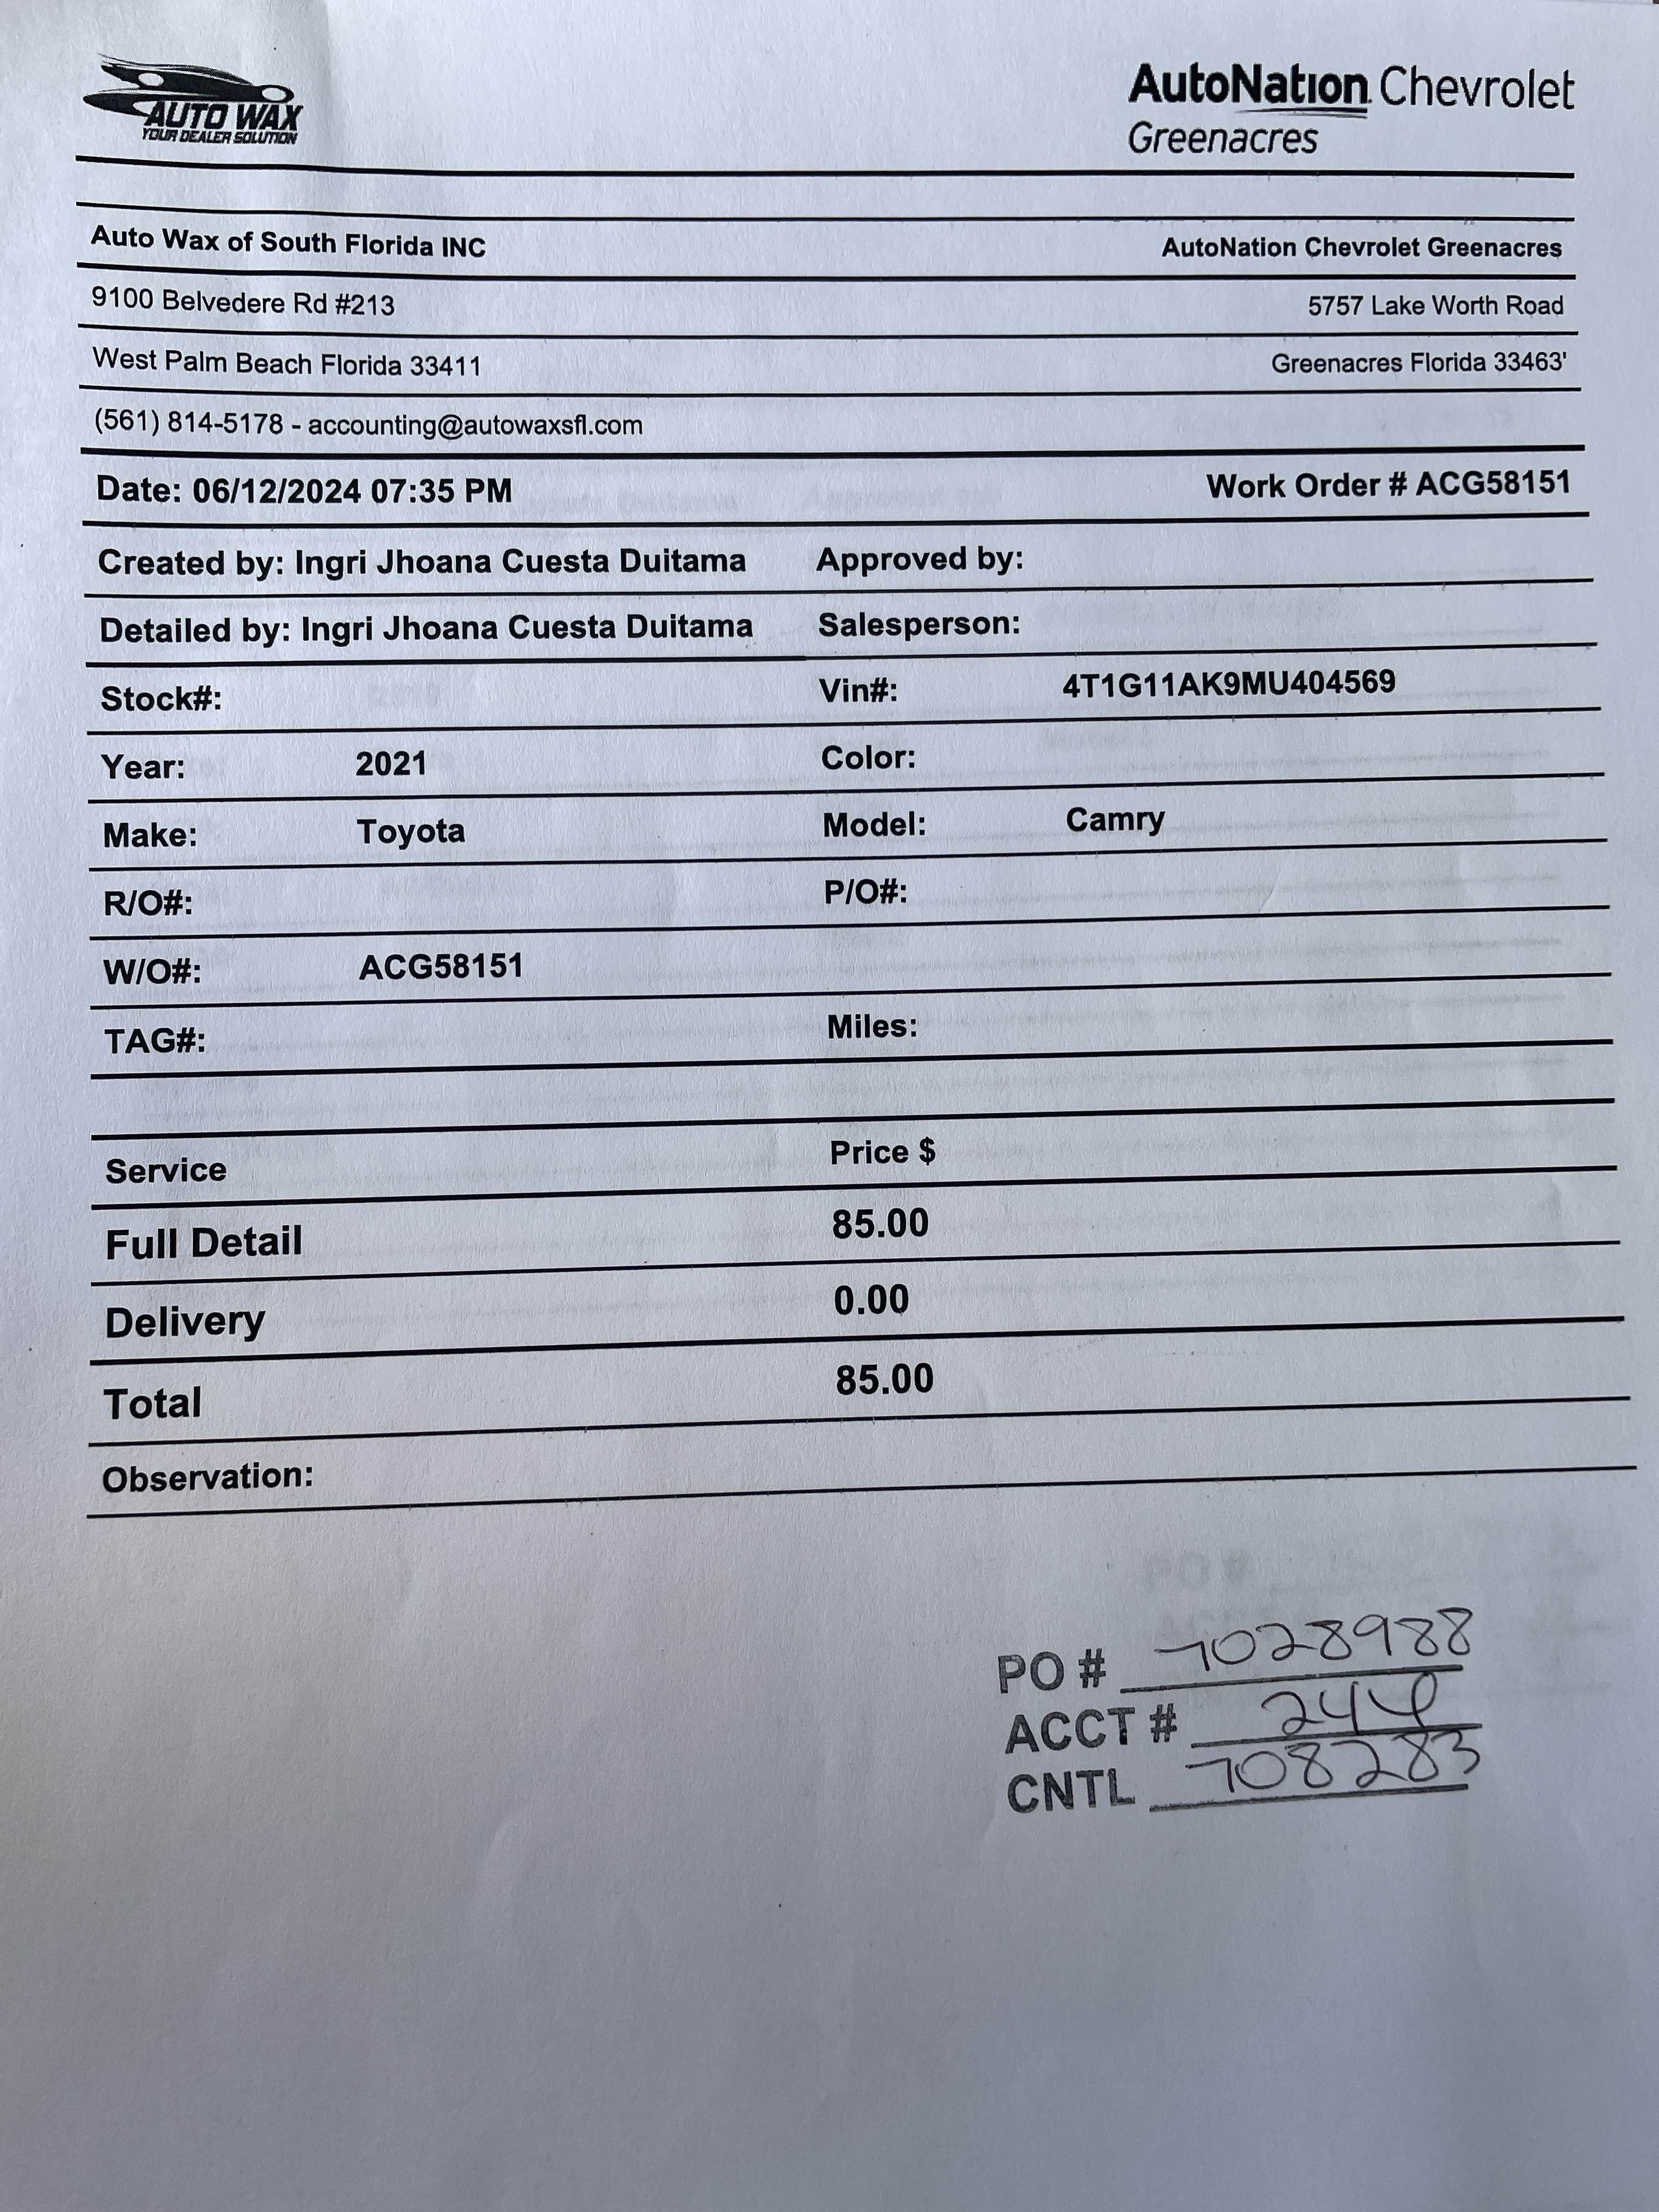 AUTO WAX
YOUR DEALER SOLUTION
AutoNation Chevrolet
Greenacres
Auto Wax of South Florida INC AutoNation Chevrolet Greenacres
9100 Belvedere Rd #213 5757 Lake Worth Road
West Palm Beach Florida 33411 Greenacres Florida 33463'
(561) 814-5178 - accounting@autowaxsfl.com
Date: 06/12/2024 07:35 PM Work Order # ACG58151
Created by: Ingri Jhoana Cuesta Duitama Approved by:
Detailed by: Ingri Jhoana Cuesta Duitama Salesperson:
Stock#: Vin#: 4T1G11AK9MU404569
Year: 2021 Color:
Make: Toyota Model: Camry
R/O#: P/O#:
W/O#: ACG58151
TAG#: Miles:
Service Price $
Full Detail 85.00
Delivery 0.00
Total 85.00
Observation:
PO # 7028988
ACCT #
CNTL 708283